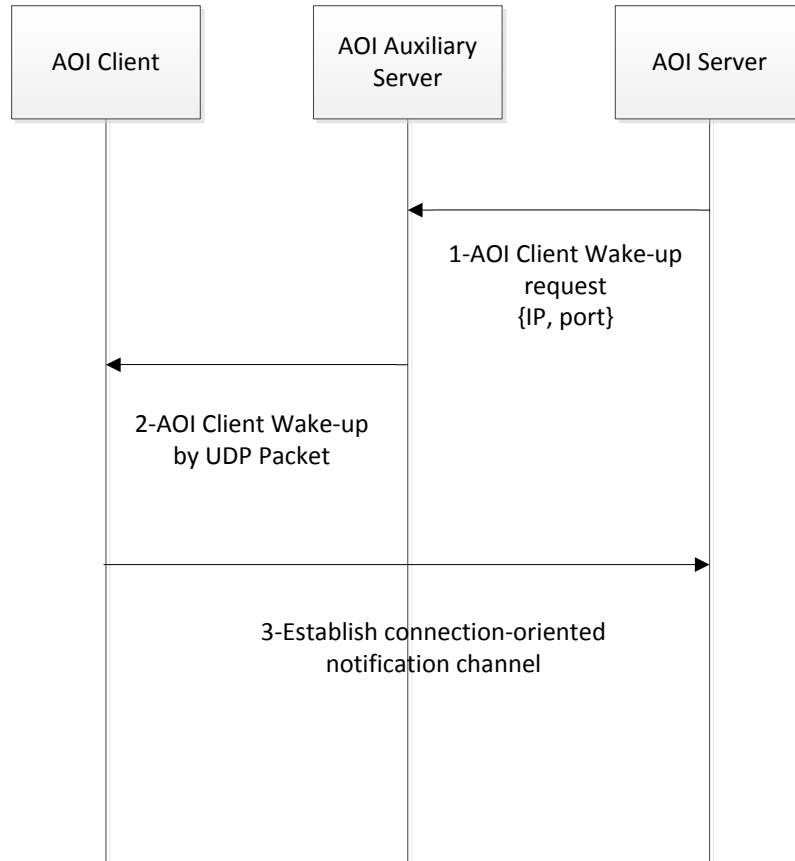 AOI Client
AOI Auxiliary
Server
AOI Server
1-AOI Client Wake-up
request
{IP, port}
2-AOI Client Wake-up
by UDP Packet
3-Establish connection-oriented
notification channel